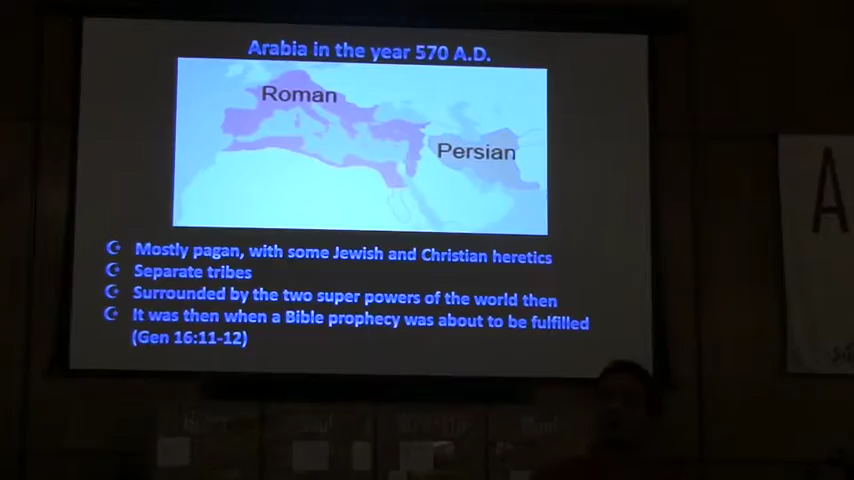 Arabia in the year 570 A.D.
Roman
Persian
Mostly pagan, with some Jewish and Christian heretics
Separate tribes
Surrounded by the two super powers of the world then
It was then when a Bible prophecy was about to be fulfilled
(Gen 16:11-12)
A